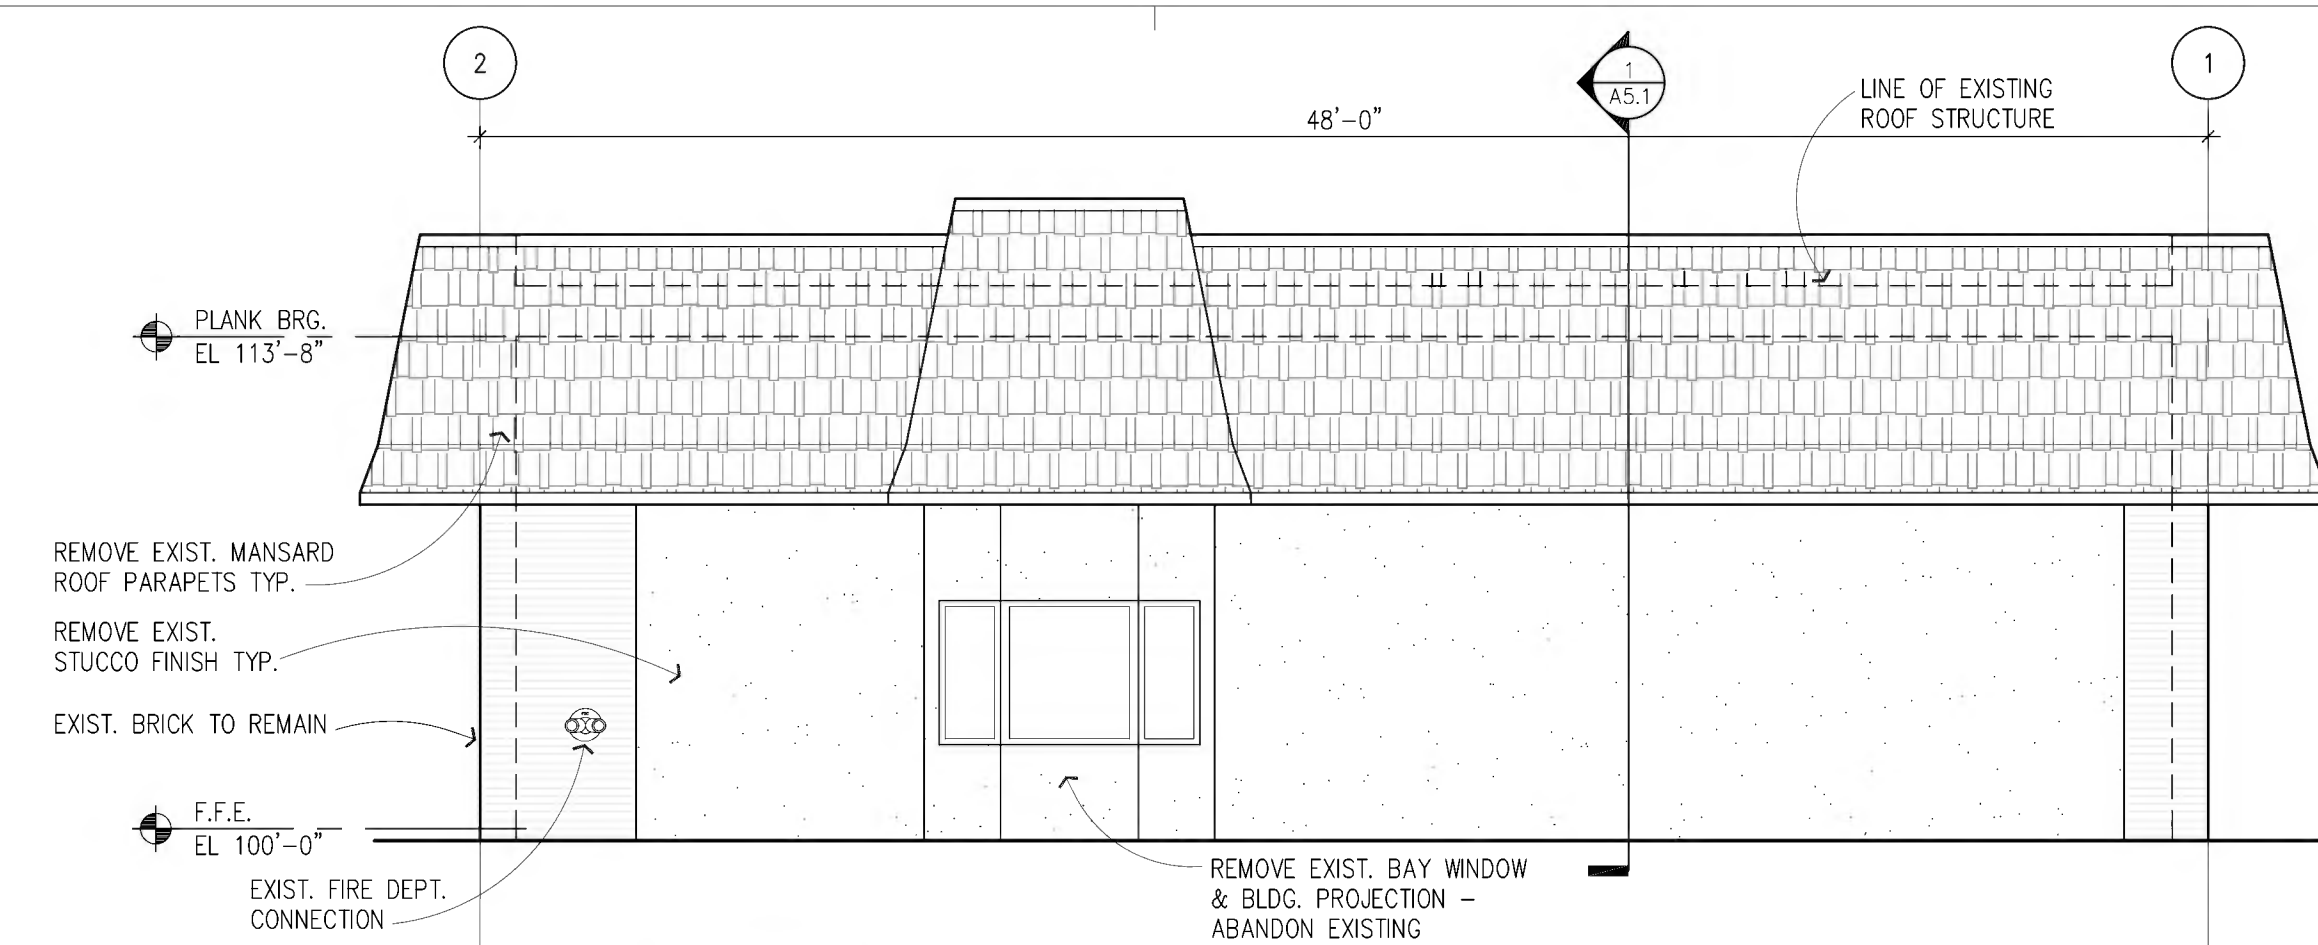 2
1
A5.1
1
48'-0"
LINE OF EXISTING
ROOF STRUCTURE
PLANK BRG.
EL 113'-8"
REMOVE EXIST. MANSARD
ROOF PARAPETS TYP.
REMOVE EXIST.
STUCCO FINISH TYP.
EXIST. BRICK TO REMAIN
F.F.E.
EL 100'-0"
EXIST. FIRE DEPT.
CONNECTION
REMOVE EXIST. BAY WINDOW
& BLDG. PROJECTION –
ABANDON EXISTING